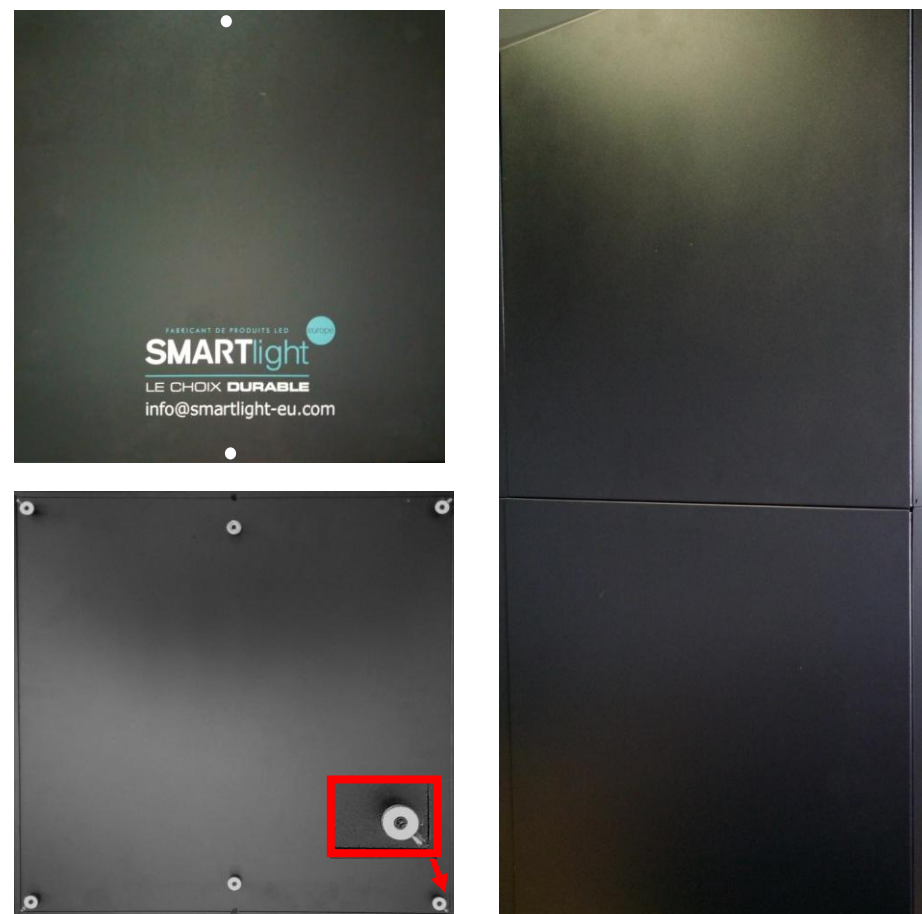 FABRICANT DE PRODUITS LED
europe
SMARTlight
LE CHOIX DURABLE
info@smartlight-eu.com